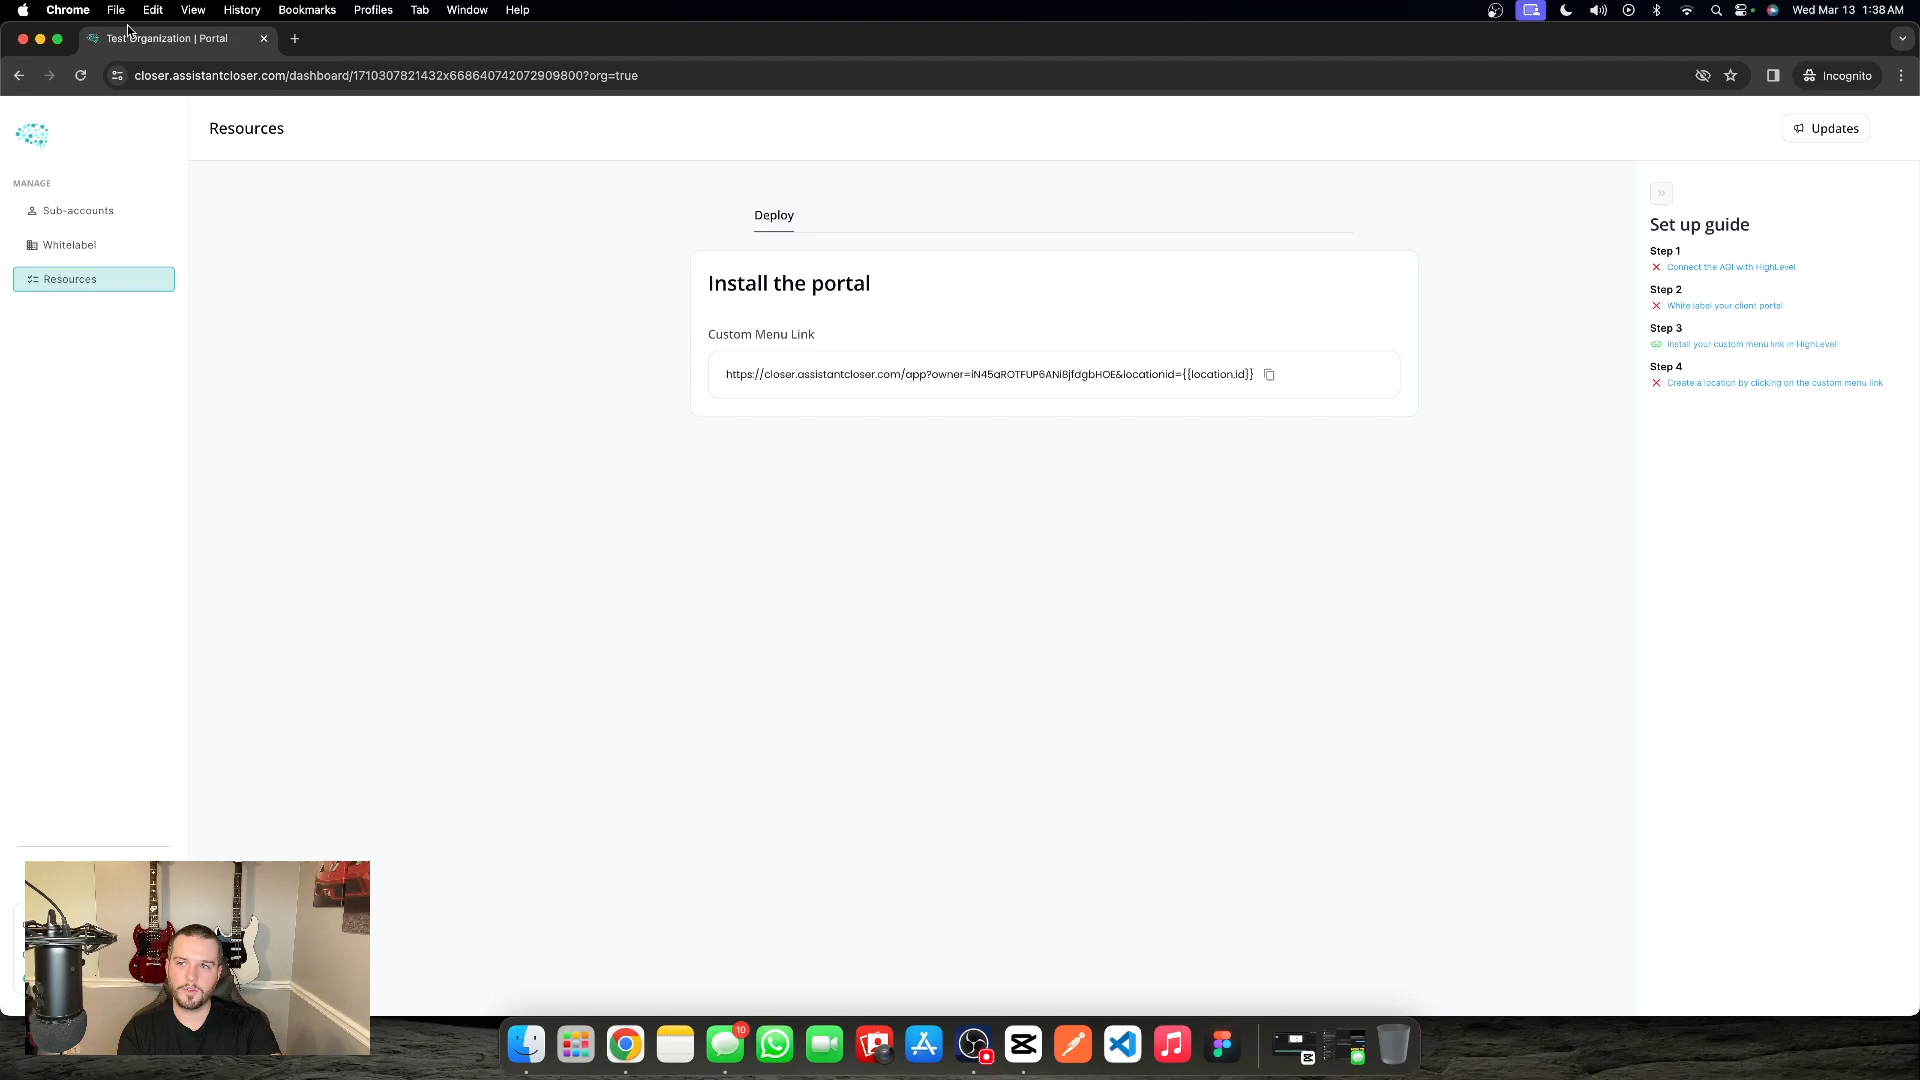 Chrome File Edit View History Bookmarks Profiles Tab Window Help
Wed Mar 13 1:38 AM
Test Organization | Portal
closer.assistantcloser.com/dashboard/1710307821432x668640742072909800?org=true
Incognito
Resources
Updates
MANAGE
Sub-accounts
Whitelabel
Resources
Deploy
Install the portal
Custom Menu Link
https://closer.assistantcloser.com/app?owner=iN45aROTFUP6ANi8jfdgbHOE&locationid={{location.id}}
Set up guide
Step 1
Connect the AGI with HighLevel
Step 2
White label your client portal
Step 3
Install your custom menu link in HighLevel
Step 4
Create a location by clicking on the custom menu link
10